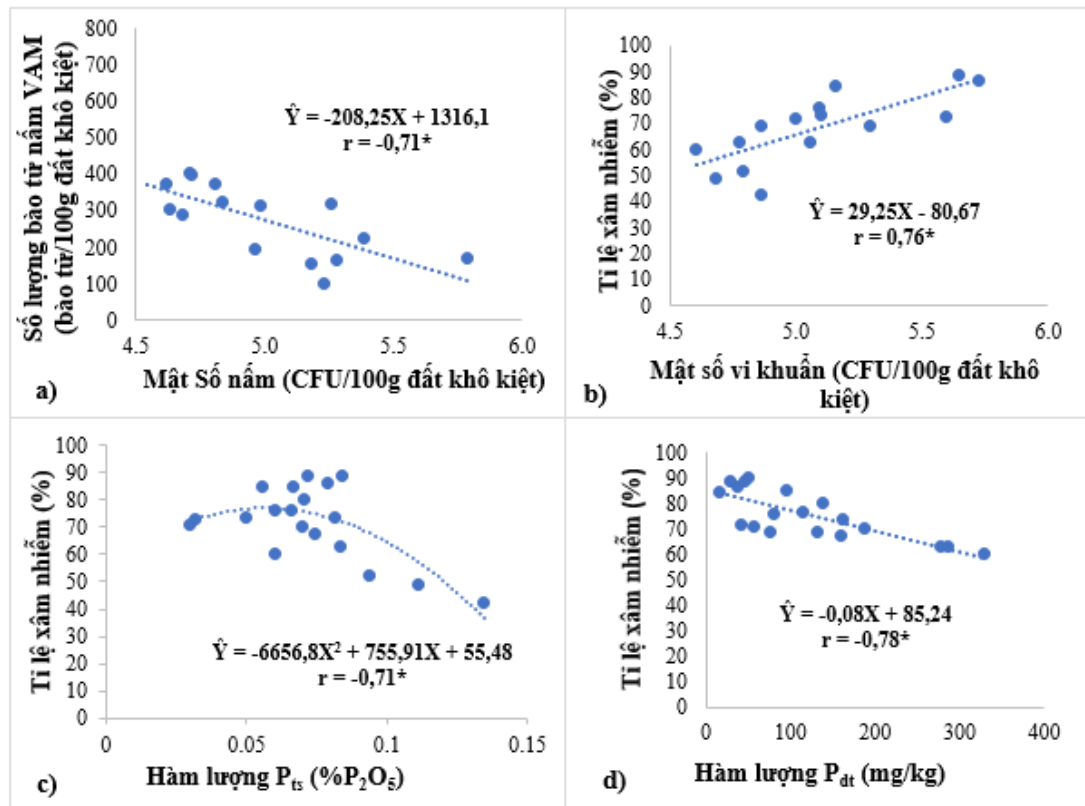 Số lượng bào tử nấm VAM
(bào tử/100g đất khô kiệt)
800
700
600
500
400
300
200
100
0
Ŷ = -208,25X + 1316,1
r = -0,71*
4.5 5.0 5.5 6.0
Mật Số nấm (CFU/100g đất khô kiệt)
a)
Tỉ lệ xâm nhiễm (%)
100
90
80
70
60
50
40
30
20
10
0
Ŷ = 29,25X - 80,67
r = 0,76*
4.5 5.0 5.5 6.0
Mật số vi khuẩn (CFU/100g đất khô
kiệt)
b)
Tỉ lệ xâm nhiễm (%)
100
90
80
70
60
50
40
30
20
10
0
Ŷ = -6656,8X² + 755,91X + 55,48
r = -0,71*
0 0.05 0.1 0.15
Hàm lượng Pts (%P₂O₅)
c)
Tỉ lệ xâm nhiễm (%)
100
90
80
70
60
50
40
30
20
10
0
Ŷ = -0,08X + 85,24
r = -0,78*
0 100 200 300 400
Hàm lượng Pdt (mg/kg)
d)